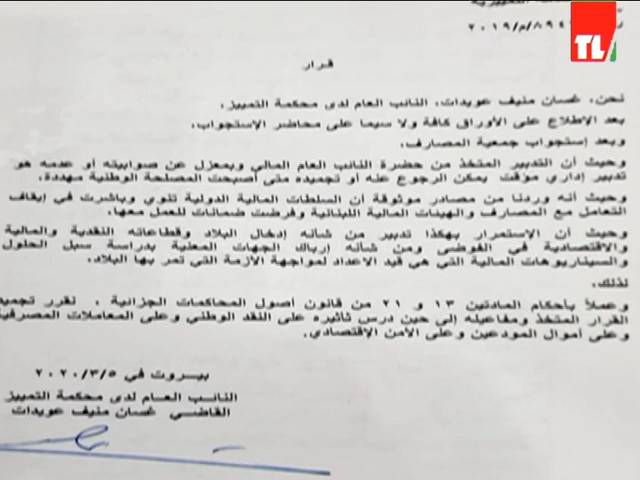 التمييزية
٢٠١٩/م/٨٩٤
TL
قرار
نحن، غسان منيف عويدات، النائب العام لدى محكمة التمييز،
بعد الإطلاع على الأوراق كافة ولا سيما على محاضر الإستجواب،
وبعد إستجواب جمعية المصارف،
وحيث أن التدبير المتخذ من حضرة النائب العام المالي وبمعزل عن صوابيته أو عدمه هو
تدبير إداري مؤقت يمكن الرجوع عنه أو تجميده متى أصبحت المصلحة الوطنية مهددة،
وحيث أنه وردنا من مصادر موثوقة أن السلطات المالية الدولية تنوي وباشرت في إيقاف
التعامل مع المصارف والهيئات المالية اللبنانية وفرضت ضمانات للعمل معها،
وحيث أن الإستمرار بهكذا تدبير من شأنه إدخال البلاد وقطاعاته النقدية والمالية
والاقتصادية في الفوضى ومن شأنه إرباك الجهات المعنية بدراسة سبل الحلول
والسيناريوهات المالية التي هي قيد الاعداد لمواجهة الأزمة التي تمر بها البلاد.
لذلك،
وعملاً بأحكام المادتين ١٣ و ٢١ من قانون اصول المحاكمات الجزائية ، نقرر تجميد
القرار المتخذ ومفاعيله إلى حين درس تأثيره على النقد الوطني وعلى المعاملات المصرفية
وعلى أموال المودعين وعلى الأمن الإقتصادي.
بيروت في ٢٠٢٠/٣/٥
النائب العام لدى محكمة التمييز
القاضي غسان منيف عويدات